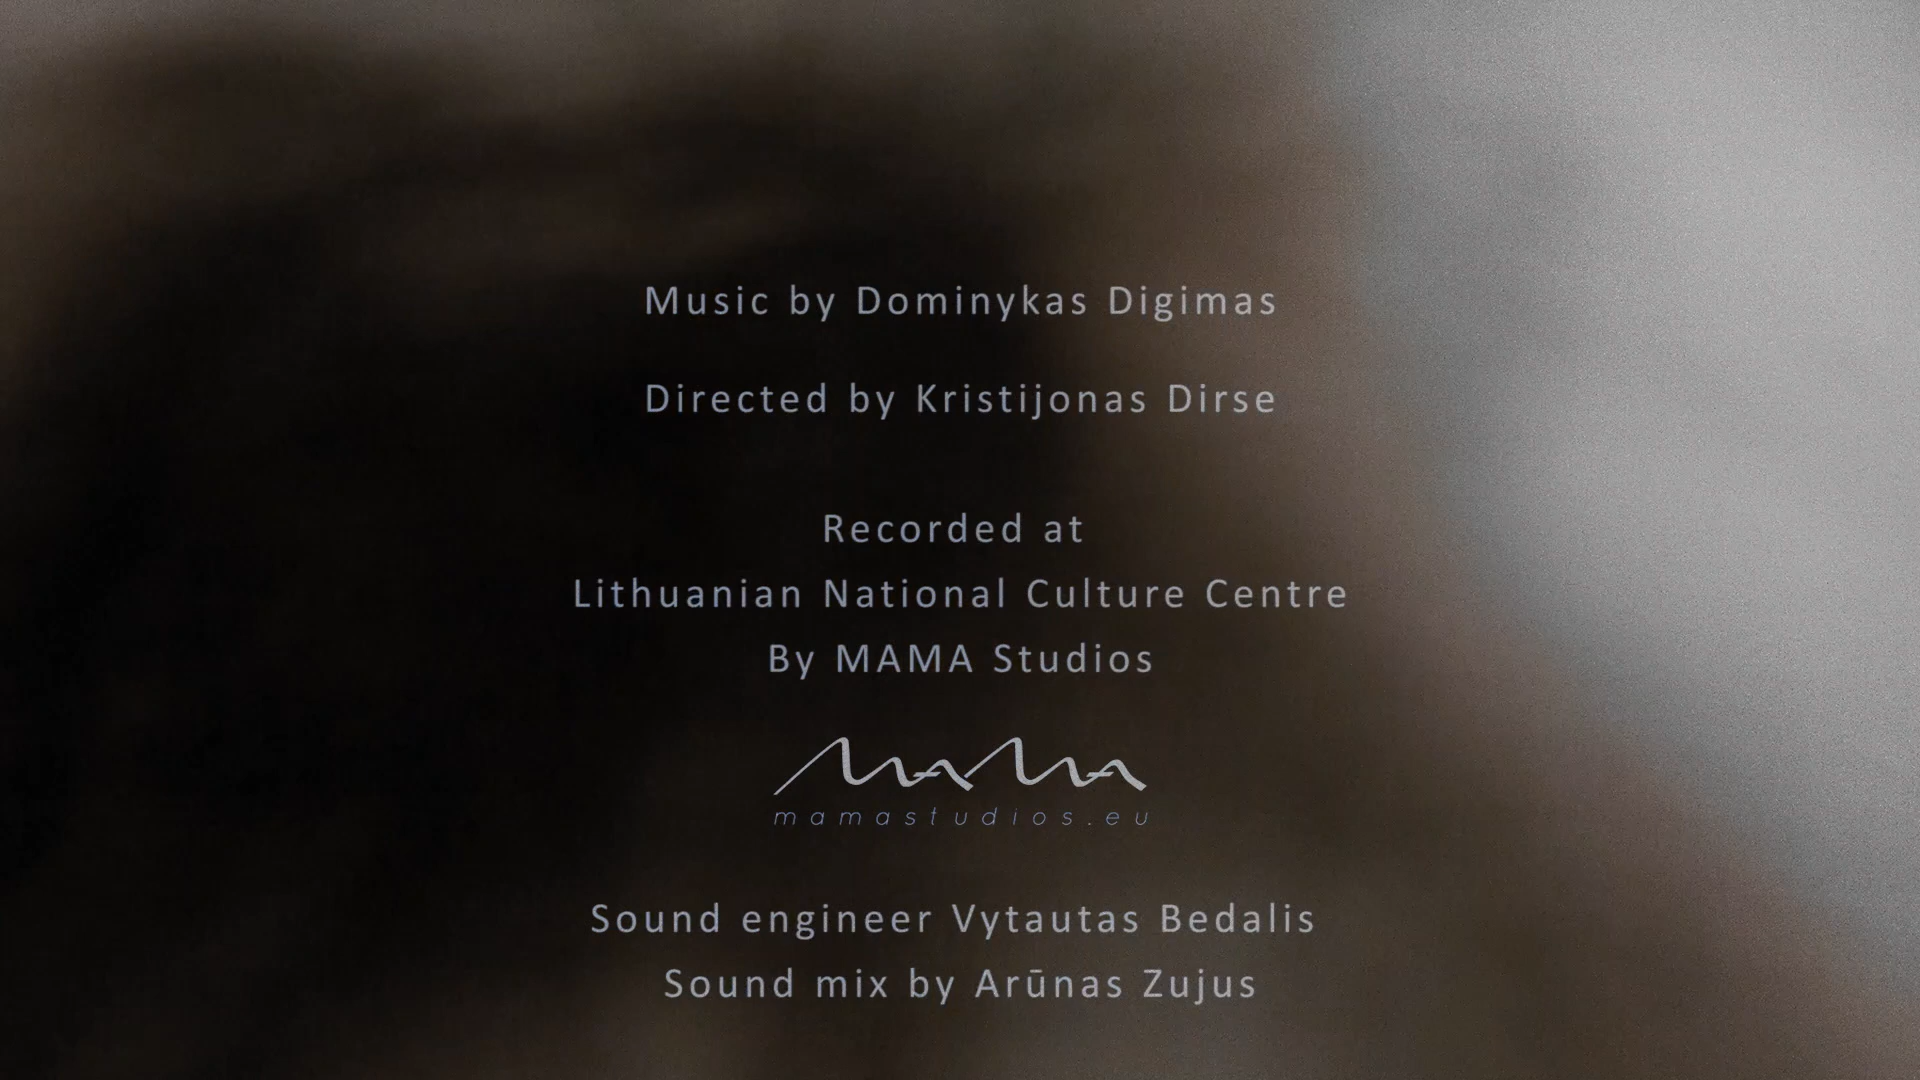 Music by Dominykas Digimas
Directed by Kristijonas Dirse
Recorded at
Lithuanian National Culture Centre
By MAMA Studios
MAMA
mamastudios.eu
Sound engineer Vytautas Bedalis
Sound mix by Arūnas Zujus